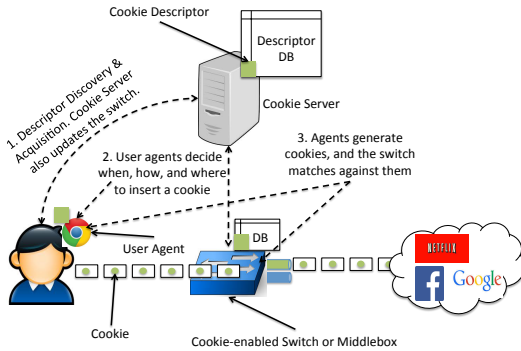 Cookie Descriptor
Descriptor
DB
Cookie Server
1. Descriptor Discovery &
Acquisition. Cookie Server
also updates the switch.
2. User agents decide
when, how, and where
to insert a cookie
3. Agents generate
cookies, and the switch
matches against them
User Agent
DB
NETFLIX
Google
Cookie
Cookie-enabled Switch or Middlebox